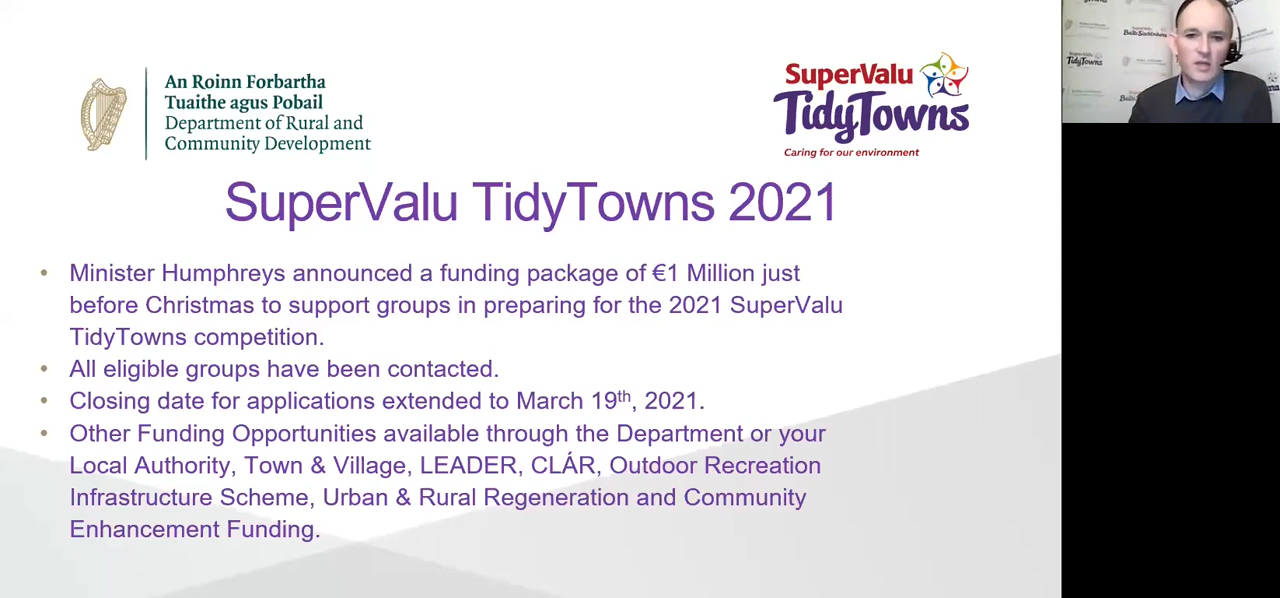 An Roinn Forbartha
Tuaithe agus Pobail
Department of Rural and
Community Development
SuperValu
TidyTowns
Caring for our environment
SuperValu TidyTowns 2021
• Minister Humphreys announced a funding package of €1 Million just
before Christmas to support groups in preparing for the 2021 SuperValu
TidyTowns competition.
• All eligible groups have been contacted.
• Closing date for applications extended to March 19th, 2021.
• Other Funding Opportunities available through the Department or your
Local Authority, Town & Village, LEADER, CLÁR, Outdoor Recreation
Infrastructure Scheme, Urban & Rural Regeneration and Community
Enhancement Funding.
TidyTowns